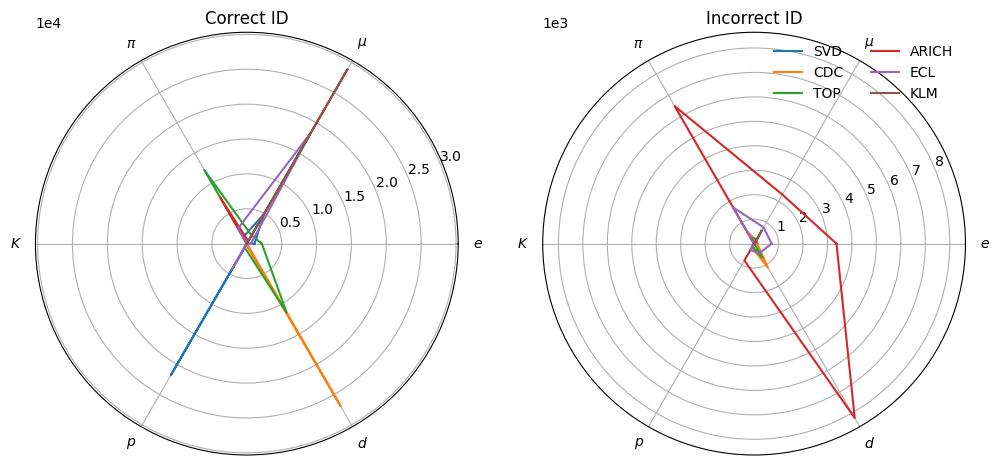 Correct ID
1e4
μ
π
K
e
p
d
0.5
1.0
1.5
2.0
2.5
3.0
Incorrect ID
1e3
μ
π
K
e
p
d
1
2
3
4
5
6
7
8
SVD
CDC
TOP
ARICH
ECL
KLM